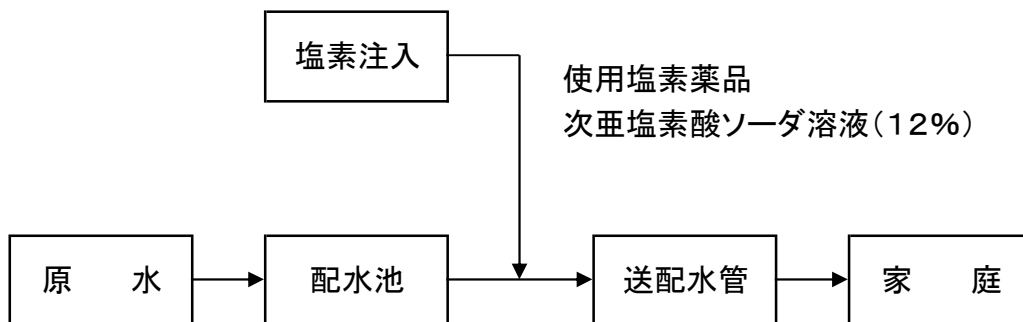 塩素注入
使用塩素薬品
次亜塩素酸ソーダ溶液(12%)
原　水
配水池
送配水管
家　庭